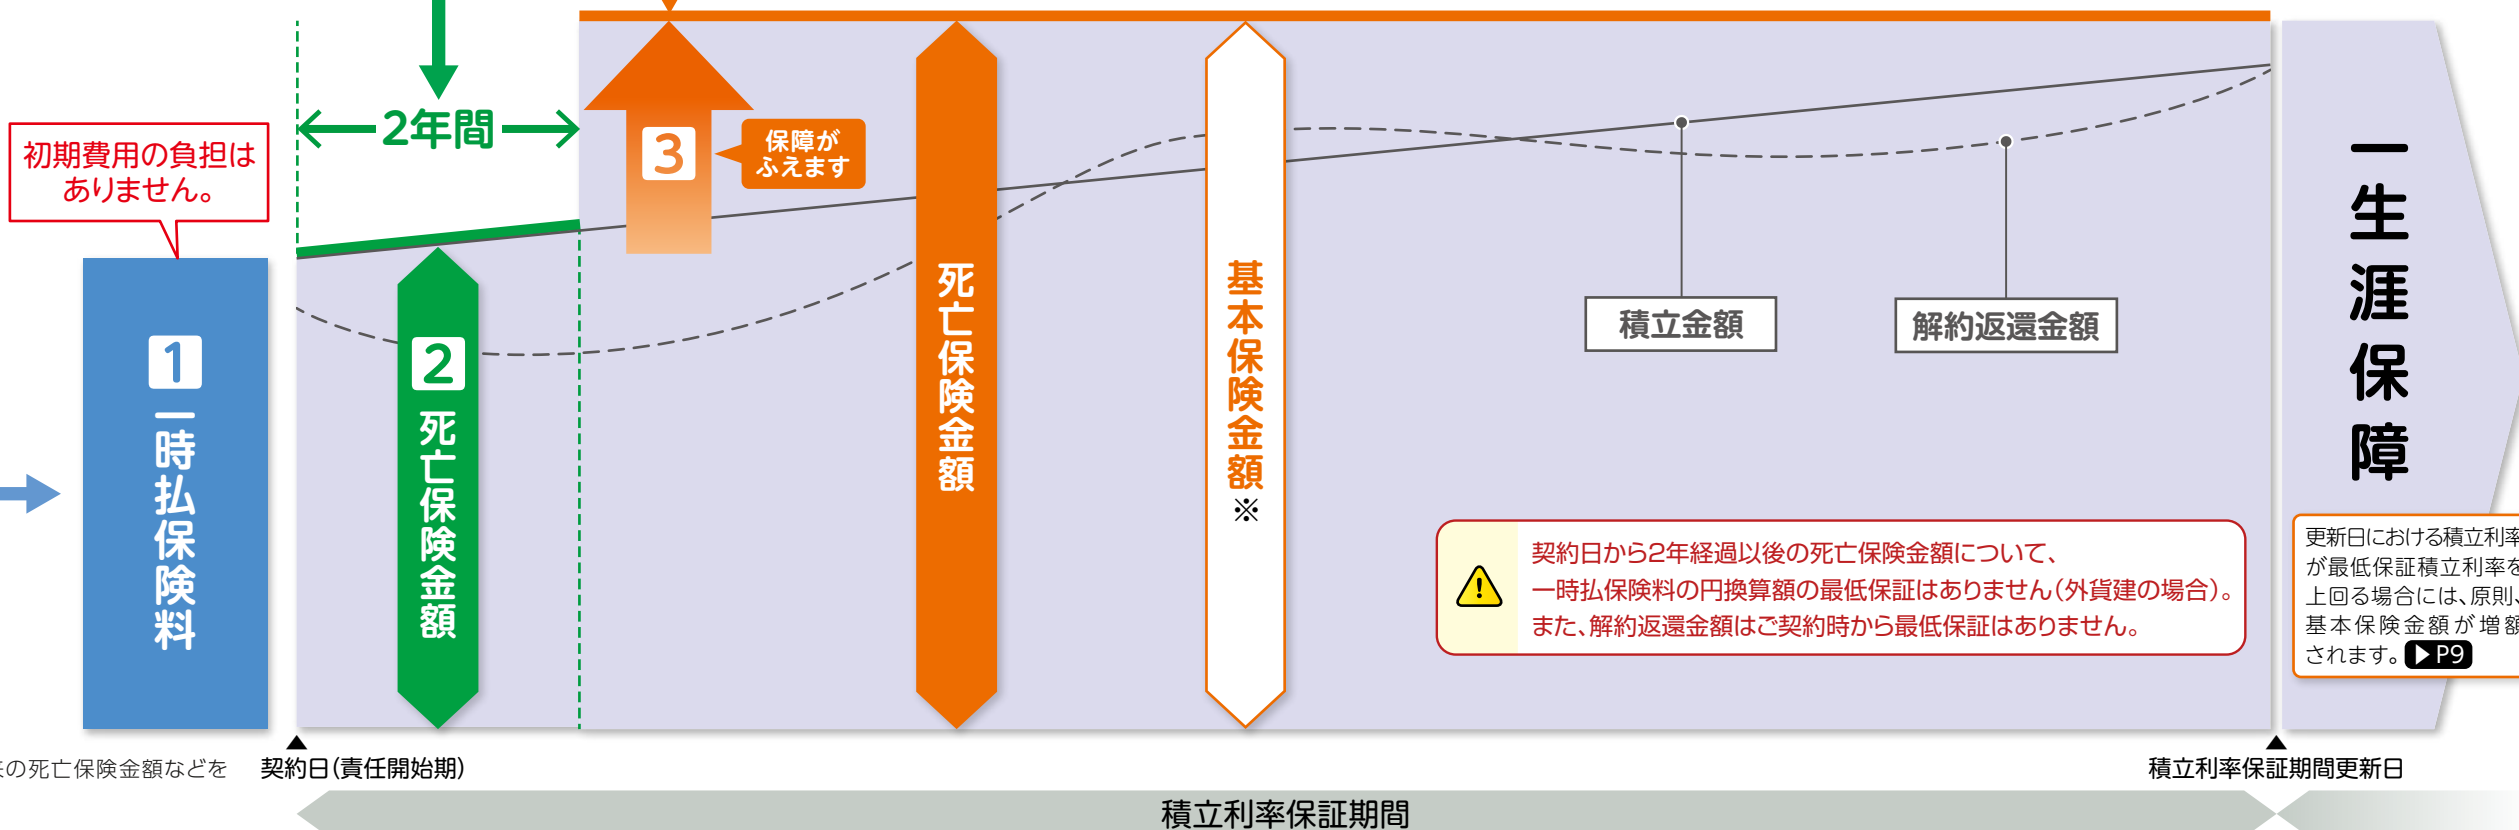 初期費用の負担は
ありません。
2年間
3
保障が
ふえます
1
一時払保険料
2
死亡保険金額
死亡保険金額
基本保険金額※
積立金額
解約返還金額
一生涯保障
契約日から2年経過以後の死亡保険金額について、
一時払保険料の円換算額の最低保証はありません(外貨建の場合)。
また、解約返還金額はご契約時から最低保証はありません。
更新日における積立利率
が最低保証積立利率を
上回る場合には、原則、
基本保険金額が増額
されます。▶P9
の死亡保険金額などを
契約日(責任開始期)
積立利率保証期間更新日
積立利率保証期間